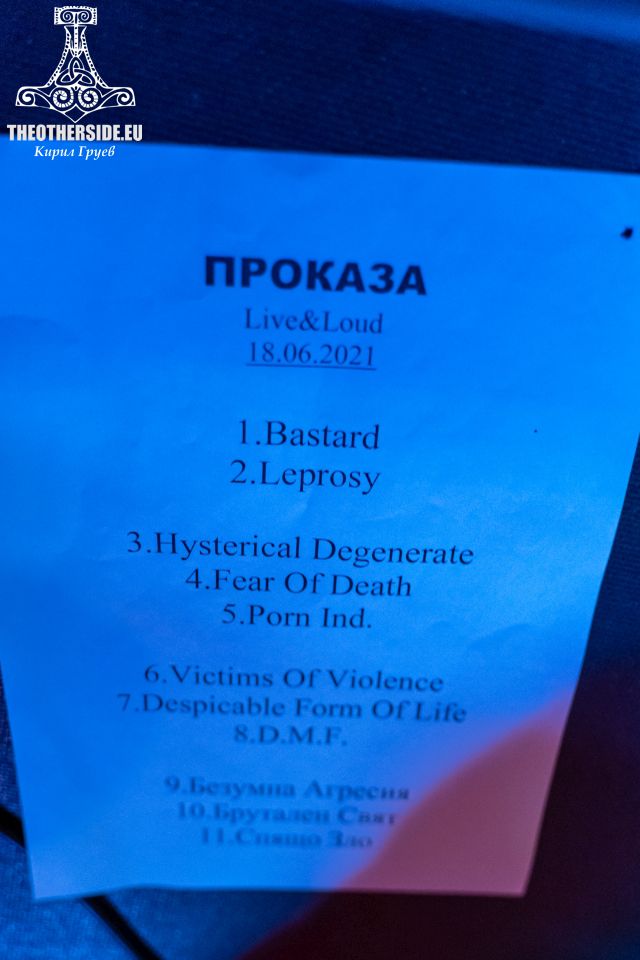 THEOTHERSIDE.EU
Кирил Груев
ПРОКАЗА
Live&Loud
18.06.2021
1.Bastard
2.Leprosy
3.Hysterical Degenerate
4.Fear Of Death
5.Porn Ind.
6.Victims Of Violence
7.Despicable Form Of Life
8.D.M.F.
9.Безумна Агресия
10.Брутален Свят
11.Спящо Зло